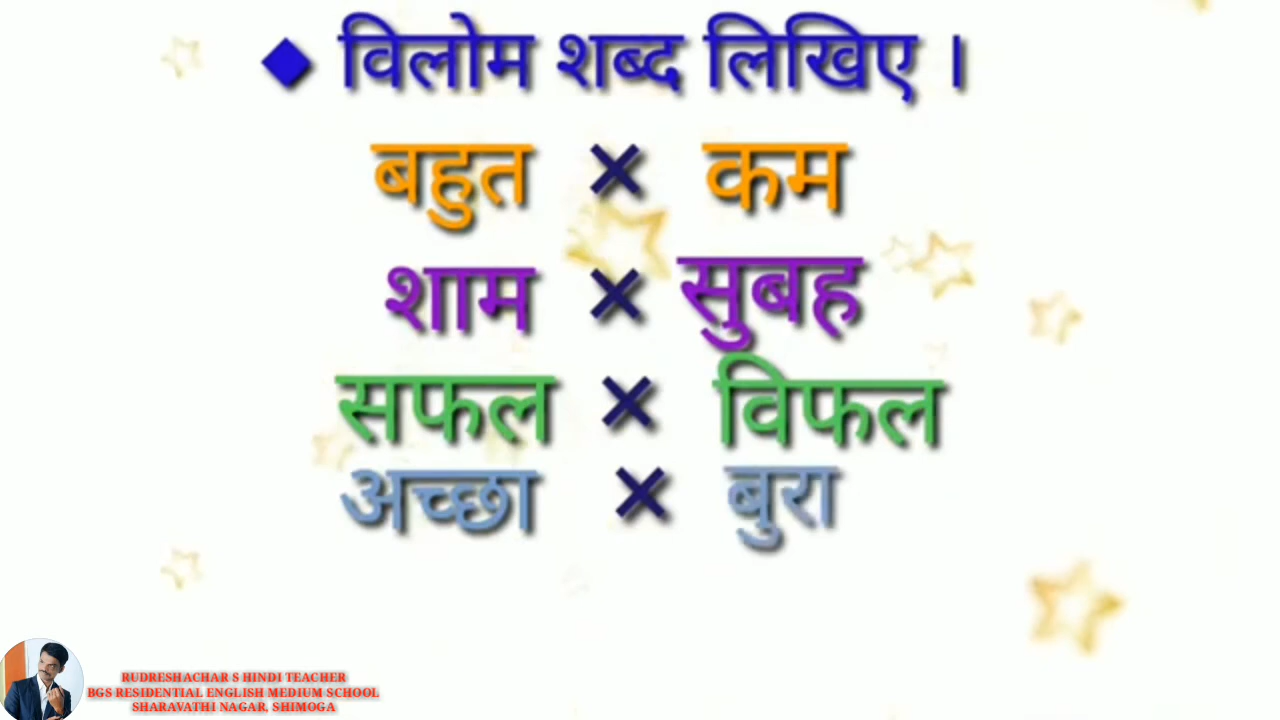 ◆ विलोम शब्द लिखिए ।
बहुत × कम
शाम × सुबह
सफल × विफल
अच्छा × बुरा
RUDRESHACHAR S HINDI TEACHER
BGS RESIDENTIAL ENGLISH MEDIUM SCHOOL
SHARAVATHI NAGAR, SHIMOGA